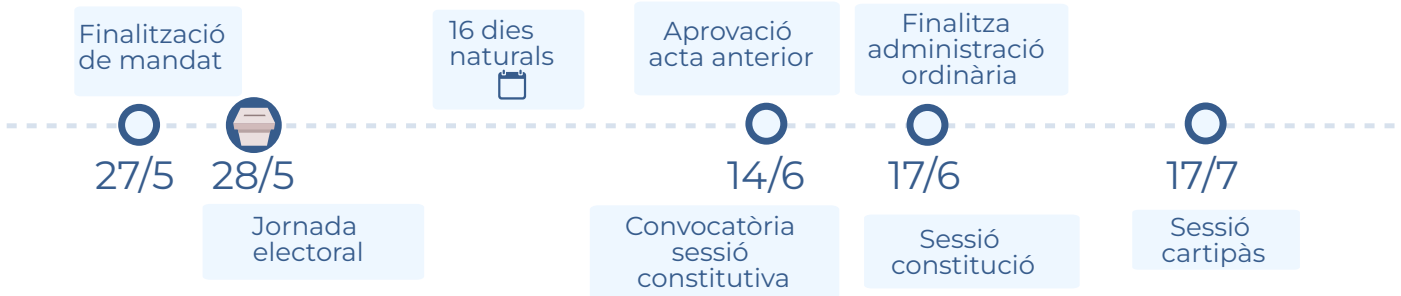 Finalització
de mandat
16 dies
naturals
Aprovació
acta anterior
Finalitza
administració
ordinària
27/5
28/5
14/6
17/6
17/7
Jornada
electoral
Convocatòria
sessió
constitutiva
Sessió
constitució
Sessió
cartipàs